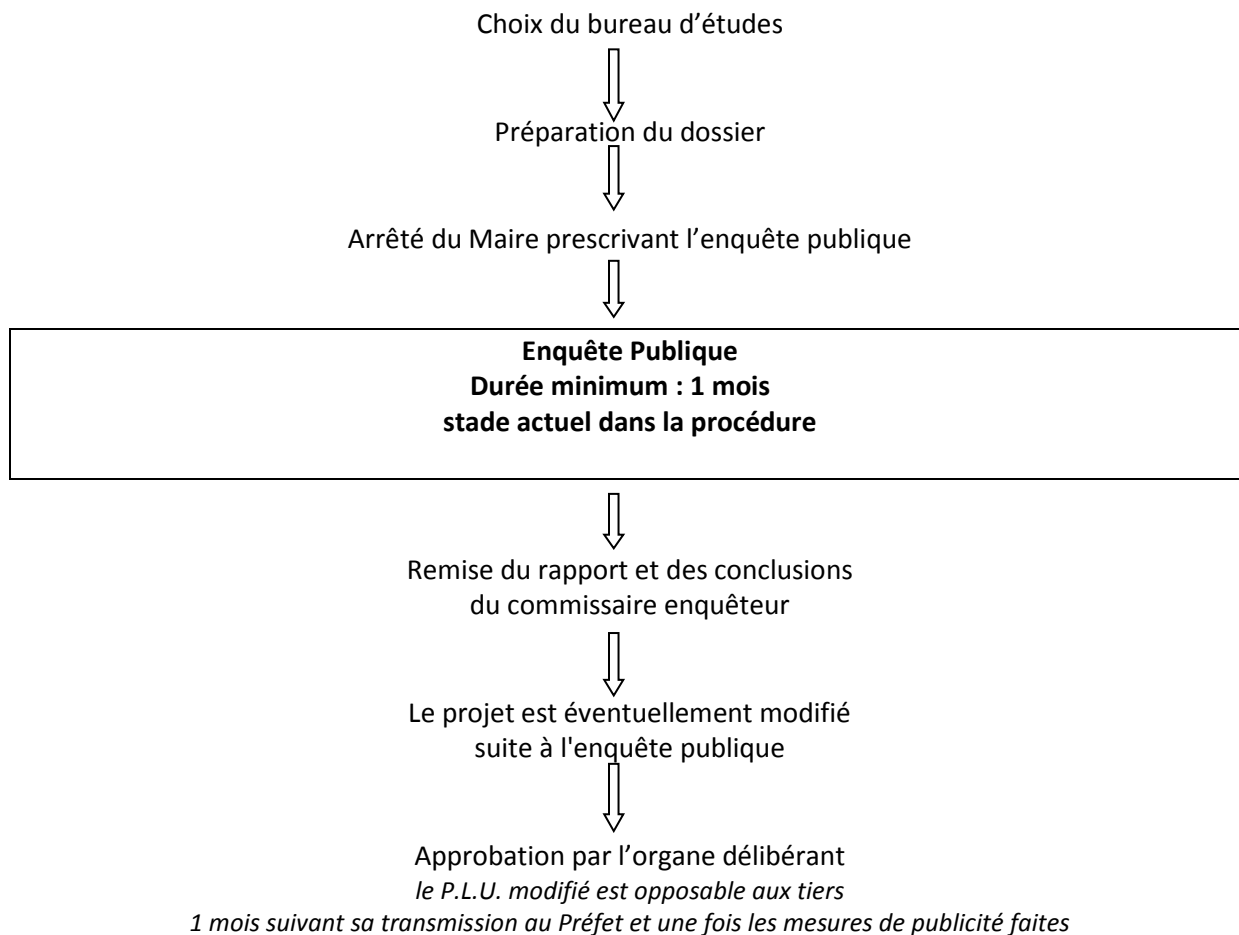 Choix du bureau d’études
Préparation du dossier
Arrêté du Maire prescrivant l’enquête publique
Enquête Publique
Durée minimum : 1 mois
stade actuel dans la procédure
Remise du rapport et des conclusions
du commissaire enquêteur
Le projet est éventuellement modifié
suite à l'enquête publique
Approbation par l’organe délibérant
le P.L.U. modifié est opposable aux tiers
1 mois suivant sa transmission au Préfet et une fois les mesures de publicité faites